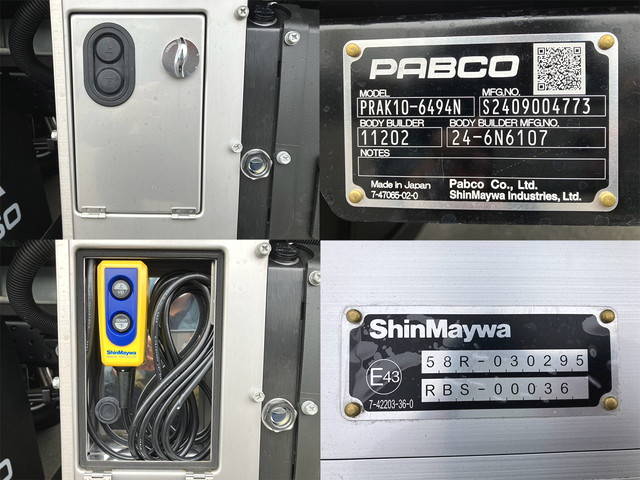 PABCO
MODEL MFG.NO.
PRAK10-6494N S2409004773
BODY BUILDER BODY BUILDER MFG.NO.
11202 24-6N6107
NOTES
Made in Japan Pabco Co., Ltd.
7-47065-02-0 ShinMaywa Industries, Ltd.
ShinMaywa
ShinMaywa
58R-030295
E43
RBS-00036
7-42203-36-0